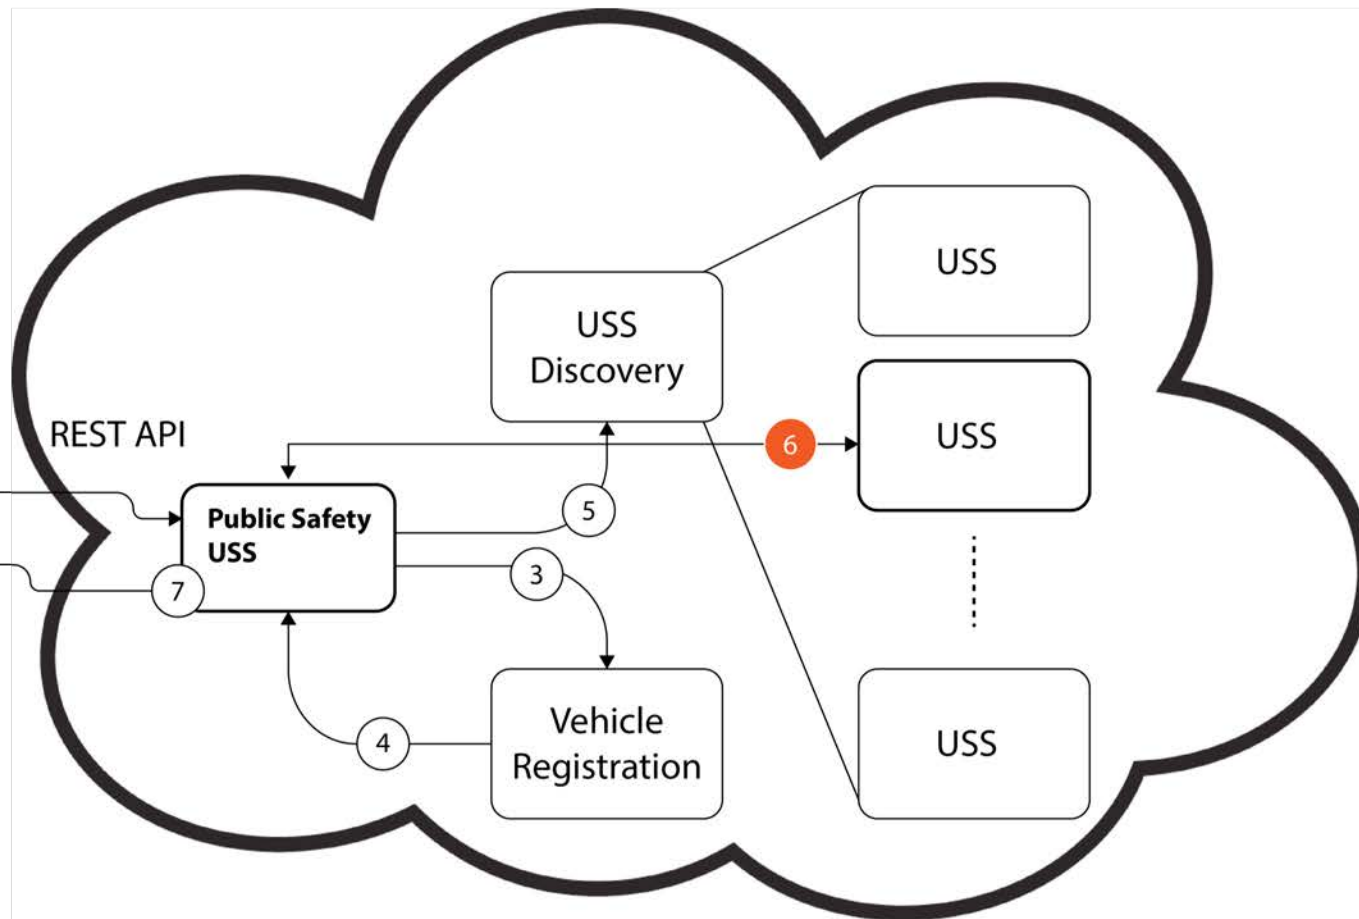 USS
USS
Discovery
REST API
6
USS
Public Safety
USS
5
3
7
4
Vehicle
Registration
USS